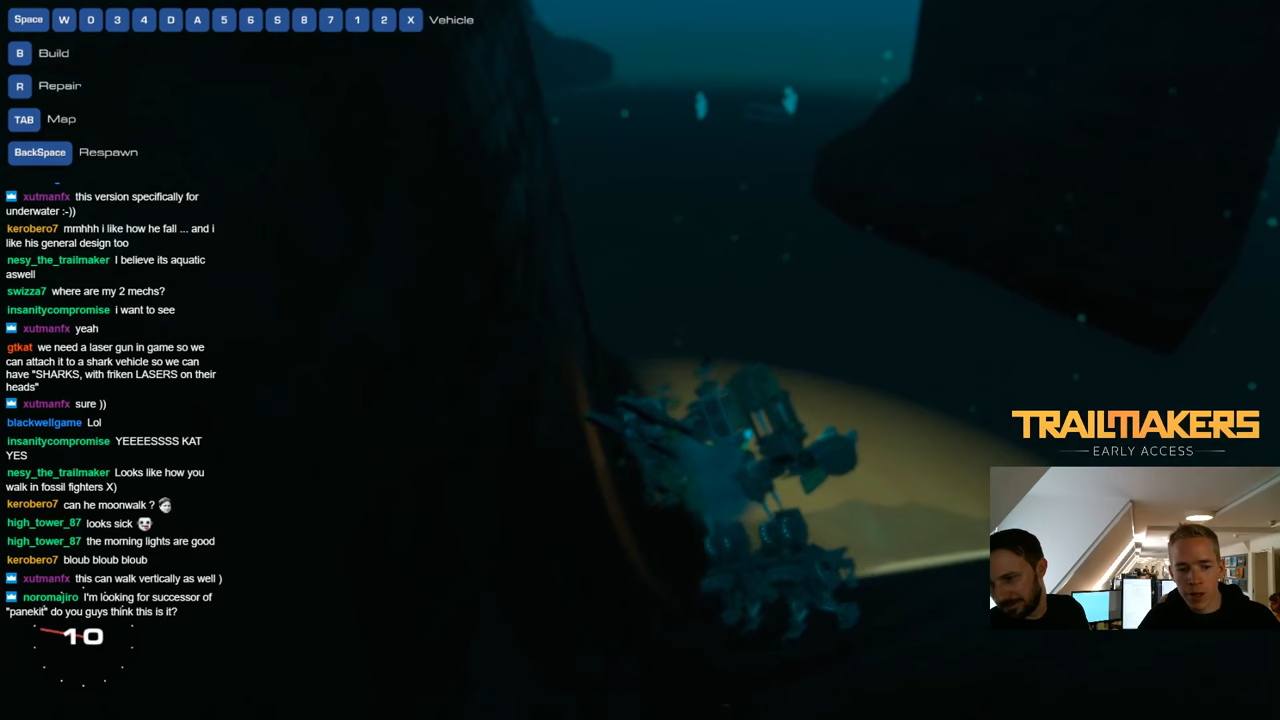 Space W 0 3 4 D A 5 6 S 8 7 1 2 X Vehicle
B Build
R Repair
TAB Map
BackSpace Respawn
xutmanfx this version specifically for
underwater :-))
kerobero7 mmhhh i like how he fall ... and i
like his general design too
nesy_the_trailmaker I believe its aquatic
aswell
swizza7 where are my 2 mechs?
insanitycompromise i want to see
xutmanfx yeah
gtkat we need a laser gun in game so we
can attach it to a shark vehicle so we can
have "SHARKS, with friken LASERS on their
heads"
xutmanfx sure ))
blackwellgame Lol
insanitycompromise YEEEESSSS KAT
YES
nesy_the_trailmaker Looks like how you
walk in fossil fighters X)
kerobero7 can he moonwalk ?
high_tower_87 looks sick
high_tower_87 the morning lights are good
kerobero7 bloub bloub bloub
xutmanfx this can walk vertically as well )
noromajiro I'm looking for successor of
"panekit" do you guys think this is it?
10
TRAILMAKERS
EARLY ACCESS